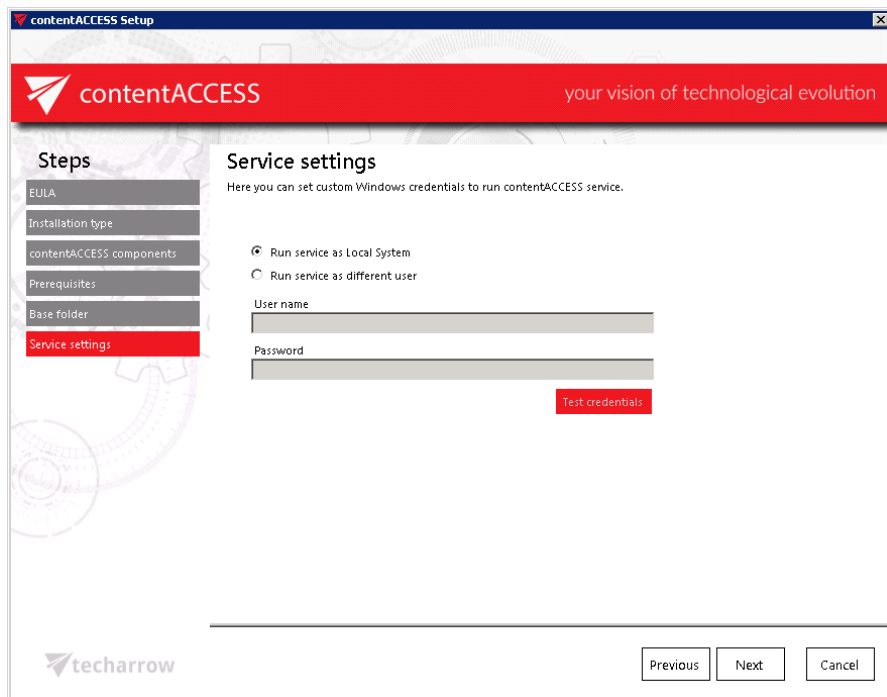 contentACCESS Setup
contentACCESS
your vision of technological evolution
Steps
EULA
Installation type
contentACCESS components
Prerequisites
Base folder
Service settings
Service settings
Here you can set custom Windows credentials to run contentACCESS service.
Run service as Local System
Run service as different user
User name
Password
Test credentials
techarrow
Previous
Next
Cancel